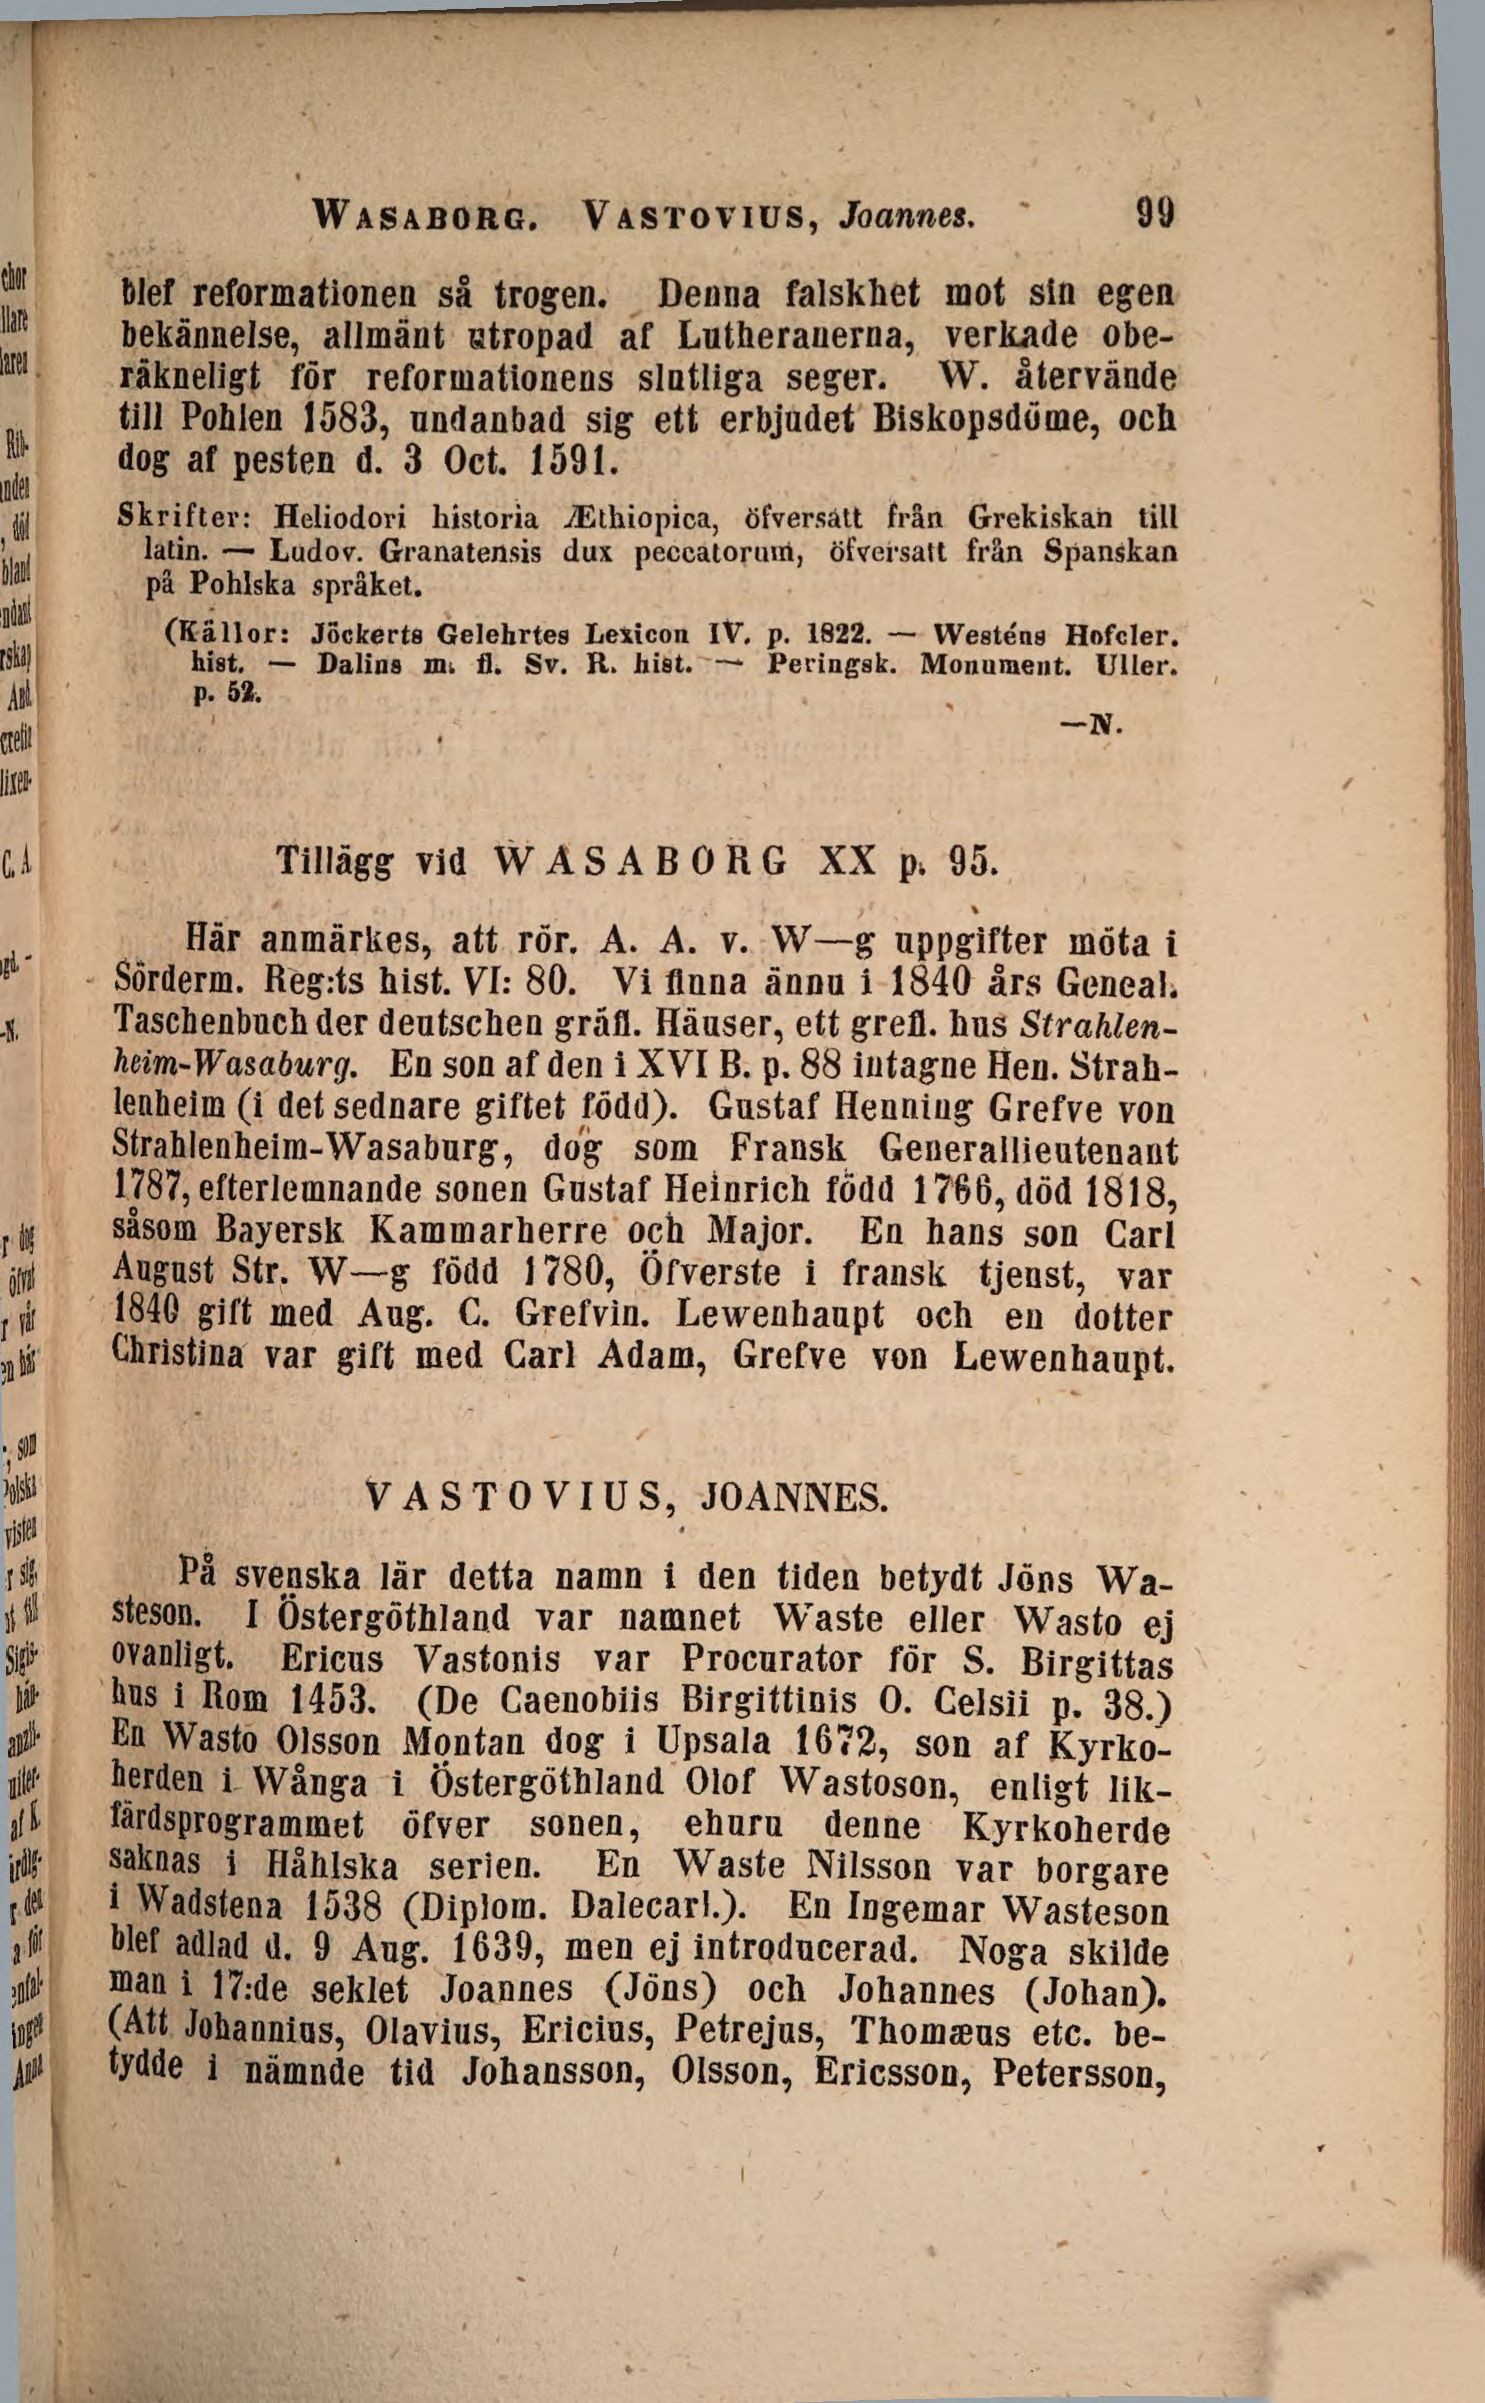 WASABORG. VASTOVIUS, Joannes. 99
blef reformationen så trogen. Denna falskhet mot sin egen
bekännelse, allmänt utropad af Lutheranerna, verkade obe-
räkneligt för reformationens slutliga seger. W. återvände
till Pohlen 1583, undanbad sig ett erbjudet Biskopsdöme, och
dog af pesten d. 3 Oct. 1591.
Skrifter: Heliodori historia Æthiopica, öfversatt från Grekiskan till
latin. — Ludov. Granatensis dux peccatorum, öfversatt från Spanskan
på Pohlska språket.
(Källor: Jöckerts Gelehrtes Lexicon IV. p. 1822. — Westéns Hofcler.
hist. — Dalins m. fl. Sv. R. hist. — Peringsk. Monument. Uller.
p. 52.
—N.
Tillägg vid WASABORG XX p. 95.
Här anmärkes, att rör. A. A. v. W—g uppgifter möta i
Sörderm. Reg:ts hist. VI: 80. Vi finna ännu i 1840 års Geneal.
Taschenbuch der deutschen gräfl. Häuser, ett grefl. hus Strahlen-
heim-Wasaburg. En son af den i XVI B. p. 88 intagne Hen. Strah-
lenheim (i det sednare giftet född). Gustaf Henning Grefve von
Strahlenheim-Wasaburg, dog som Fransk Generallieutenant
1787, efterlemnande sonen Gustaf Heinrich född 1766, död 1818,
såsom Bayersk Kammarherre och Major. En hans son Carl
August Str. W—g född 1780, Öfverste i fransk tjenst, var
1840 gift med Aug. C. Grefvin. Lewenhaupt och en dotter
Christina var gift med Carl Adam, Grefve von Lewenhaupt.
VASTOVIUS, JOANNES.
På svenska lär detta namn i den tiden betydt Jöns Wa-
steson. I Östergöthland var namnet Waste eller Wasto ej
ovanligt. Ericus Vastonis var Procurator för S. Birgittas
hus i Rom 1453. (De Caenobiis Birgittinis O. Celsii p. 38.)
En Wasto Olsson Montan dog i Upsala 1672, son af Kyrko-
herden i Wånga i Östergöthland Olof Wastoson, enligt lik-
färdsprogrammet öfver sonen, ehuru denne Kyrkoherde
saknas i Håhlska serien. En Waste Nilsson var borgare
i Wadstena 1538 (Diplom. Dalecarl.). En Ingemar Wasteson
blef adlad d. 9 Aug. 1639, men ej introducerad. Noga skilde
man i 17:de seklet Joannes (Jöns) och Johannes (Johan).
(Att Johannius, Olavius, Ericius, Petrejus, Thomæus etc. be-
tydde i nämnde tid Johansson, Olsson, Ericsson, Petersson,